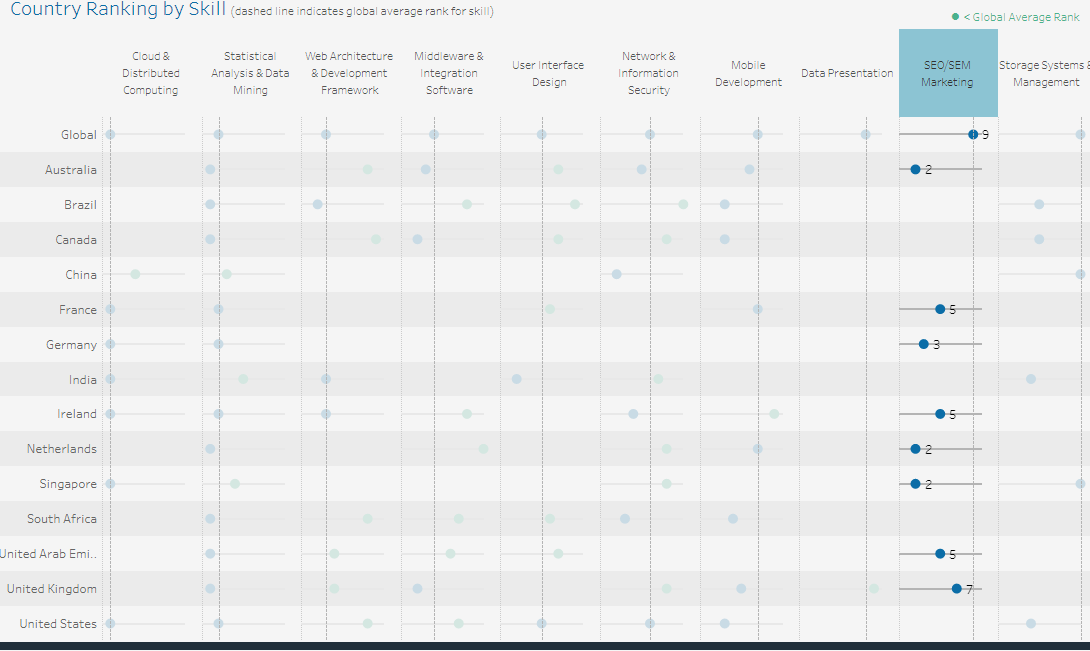 Country Ranking by Skill (dashed line indicates global average rank for skill)
< Global Average Rank
Cloud & Distributed Computing
Statistical Analysis & Data Mining
Web Architecture & Development Framework
Middleware & Integration Software
User Interface Design
Network & Information Security
Mobile Development
Data Presentation
SEO/SEM Marketing
Storage Systems & Management
Global 9
Australia 2
Brazil
Canada
China
France 5
Germany 3
India
Ireland 5
Netherlands 2
Singapore 2
South Africa
United Arab Emi.. 5
United Kingdom 7
United States